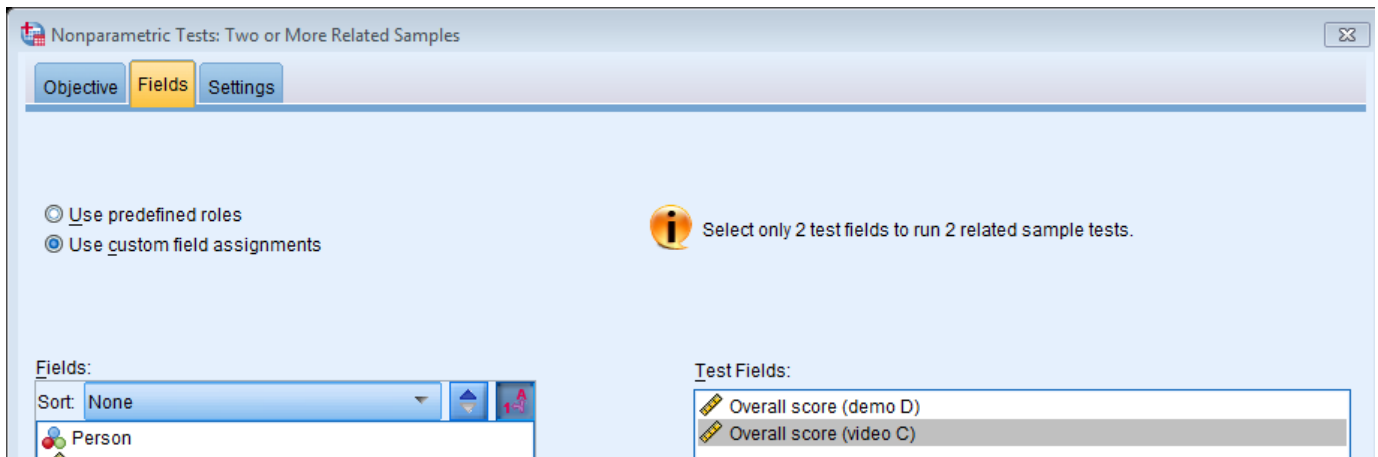 Nonparametric Tests: Two or More Related Samples
Objective Fields Settings
Use predefined roles
Use custom field assignments
Select only 2 test fields to run 2 related sample tests.
Fields:
Sort: None
Person
Test Fields:
Overall score (demo D)
Overall score (video C)